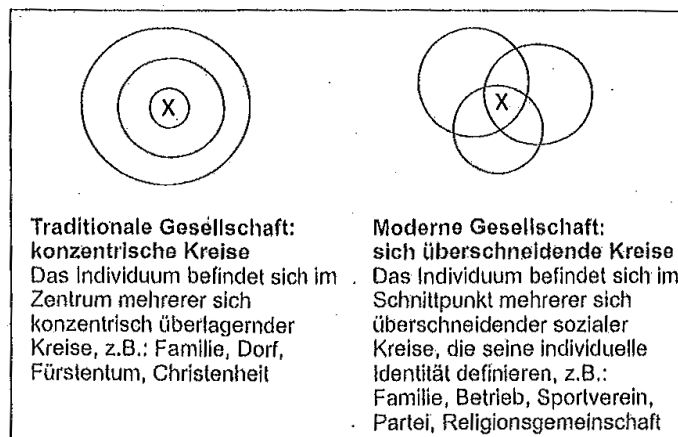 X
Traditionale Gesellschaft:
konzentrische Kreise
Das Individuum befindet sich im
Zentrum mehrerer sich
konzentrisch überlagernder
Kreise, z.B.: Familie, Dorf,
Fürstentum, Christenheit
X
Moderne Gesellschaft:
sich überschneidende Kreise
Das Individuum befindet sich im
Schnittpunkt mehrerer sich
überschneidender sozialer
Kreise, die seine individuelle
Identität definieren, z.B.:
Familie, Betrieb, Sportverein,
Partei, Religionsgemeinschaft